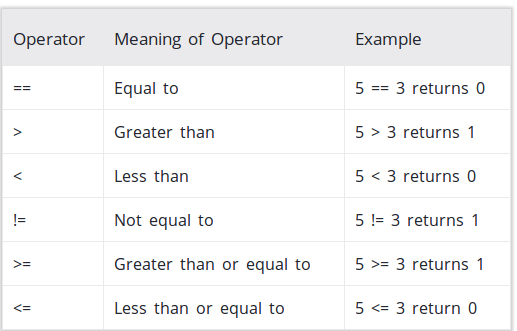 Operator Meaning of Operator Example
== Equal to 5 == 3 returns 0
> Greater than 5 > 3 returns 1
< Less than 5 < 3 returns 0
!= Not equal to 5 != 3 returns 1
>= Greater than or equal to 5 >= 3 returns 1
<= Less than or equal to 5 <= 3 return 0